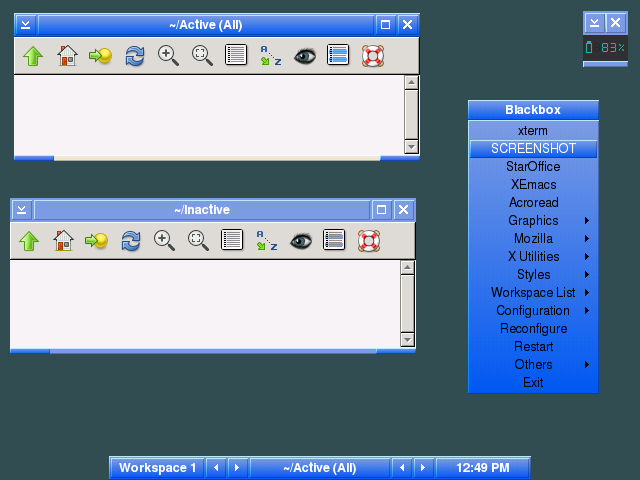 ~/Active (All)
A
Z
83%
Blackbox
xterm
SCREENSHOT
StarOffice
XEmacs
Acroread
Graphics
Mozilla
X Utilities
Styles
Workspace List
Configuration
Reconfigure
Restart
Others
Exit
~/Inactive
A
Z
Workspace 1
~/Active (All)
12:49 PM